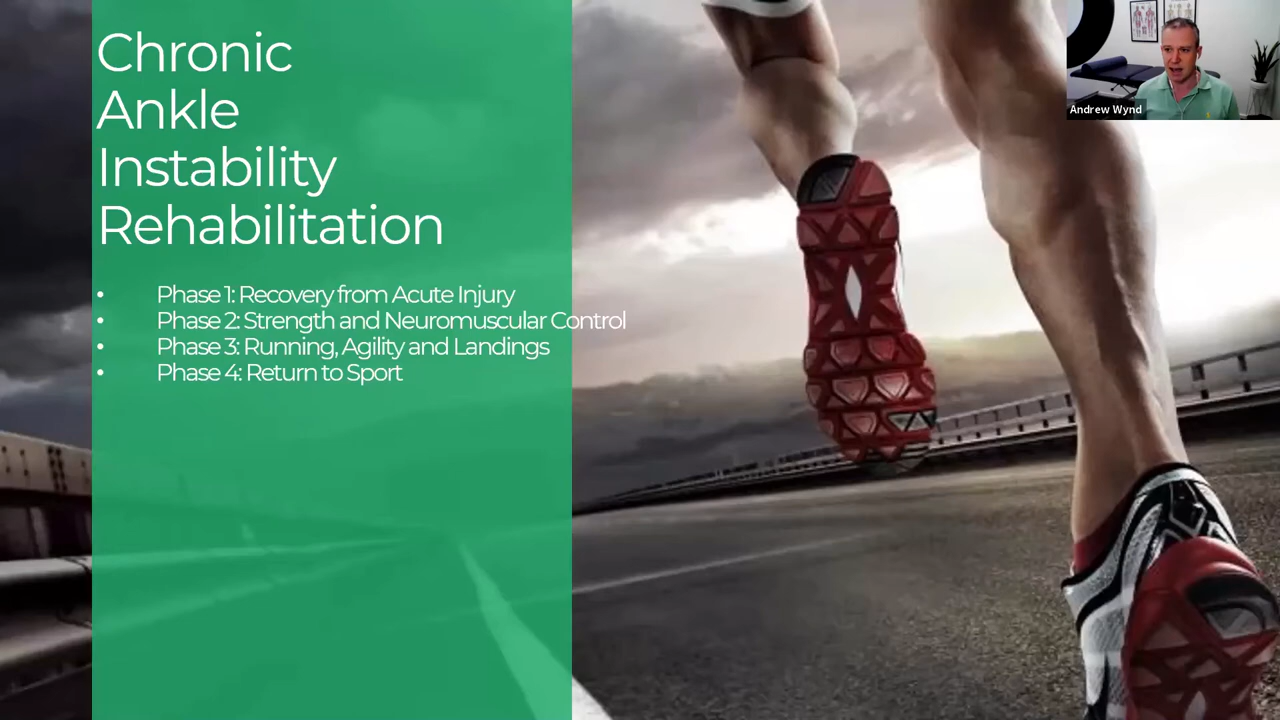 Chronic
Ankle
Instability
Rehabilitation
• Phase 1: Recovery from Acute Injury
• Phase 2: Strength and Neuromuscular Control
• Phase 3: Running, Agility and Landings
• Phase 4: Return to Sport
Andrew Wynd